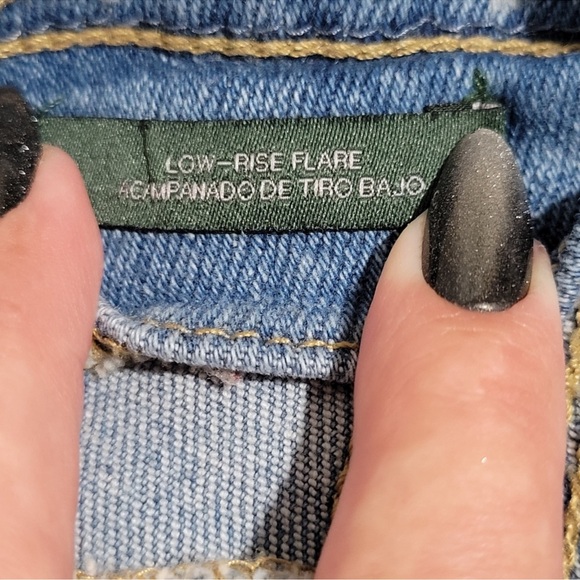 LOW-RISE FLARE
ACAMPANADO DE TIRO BAJO